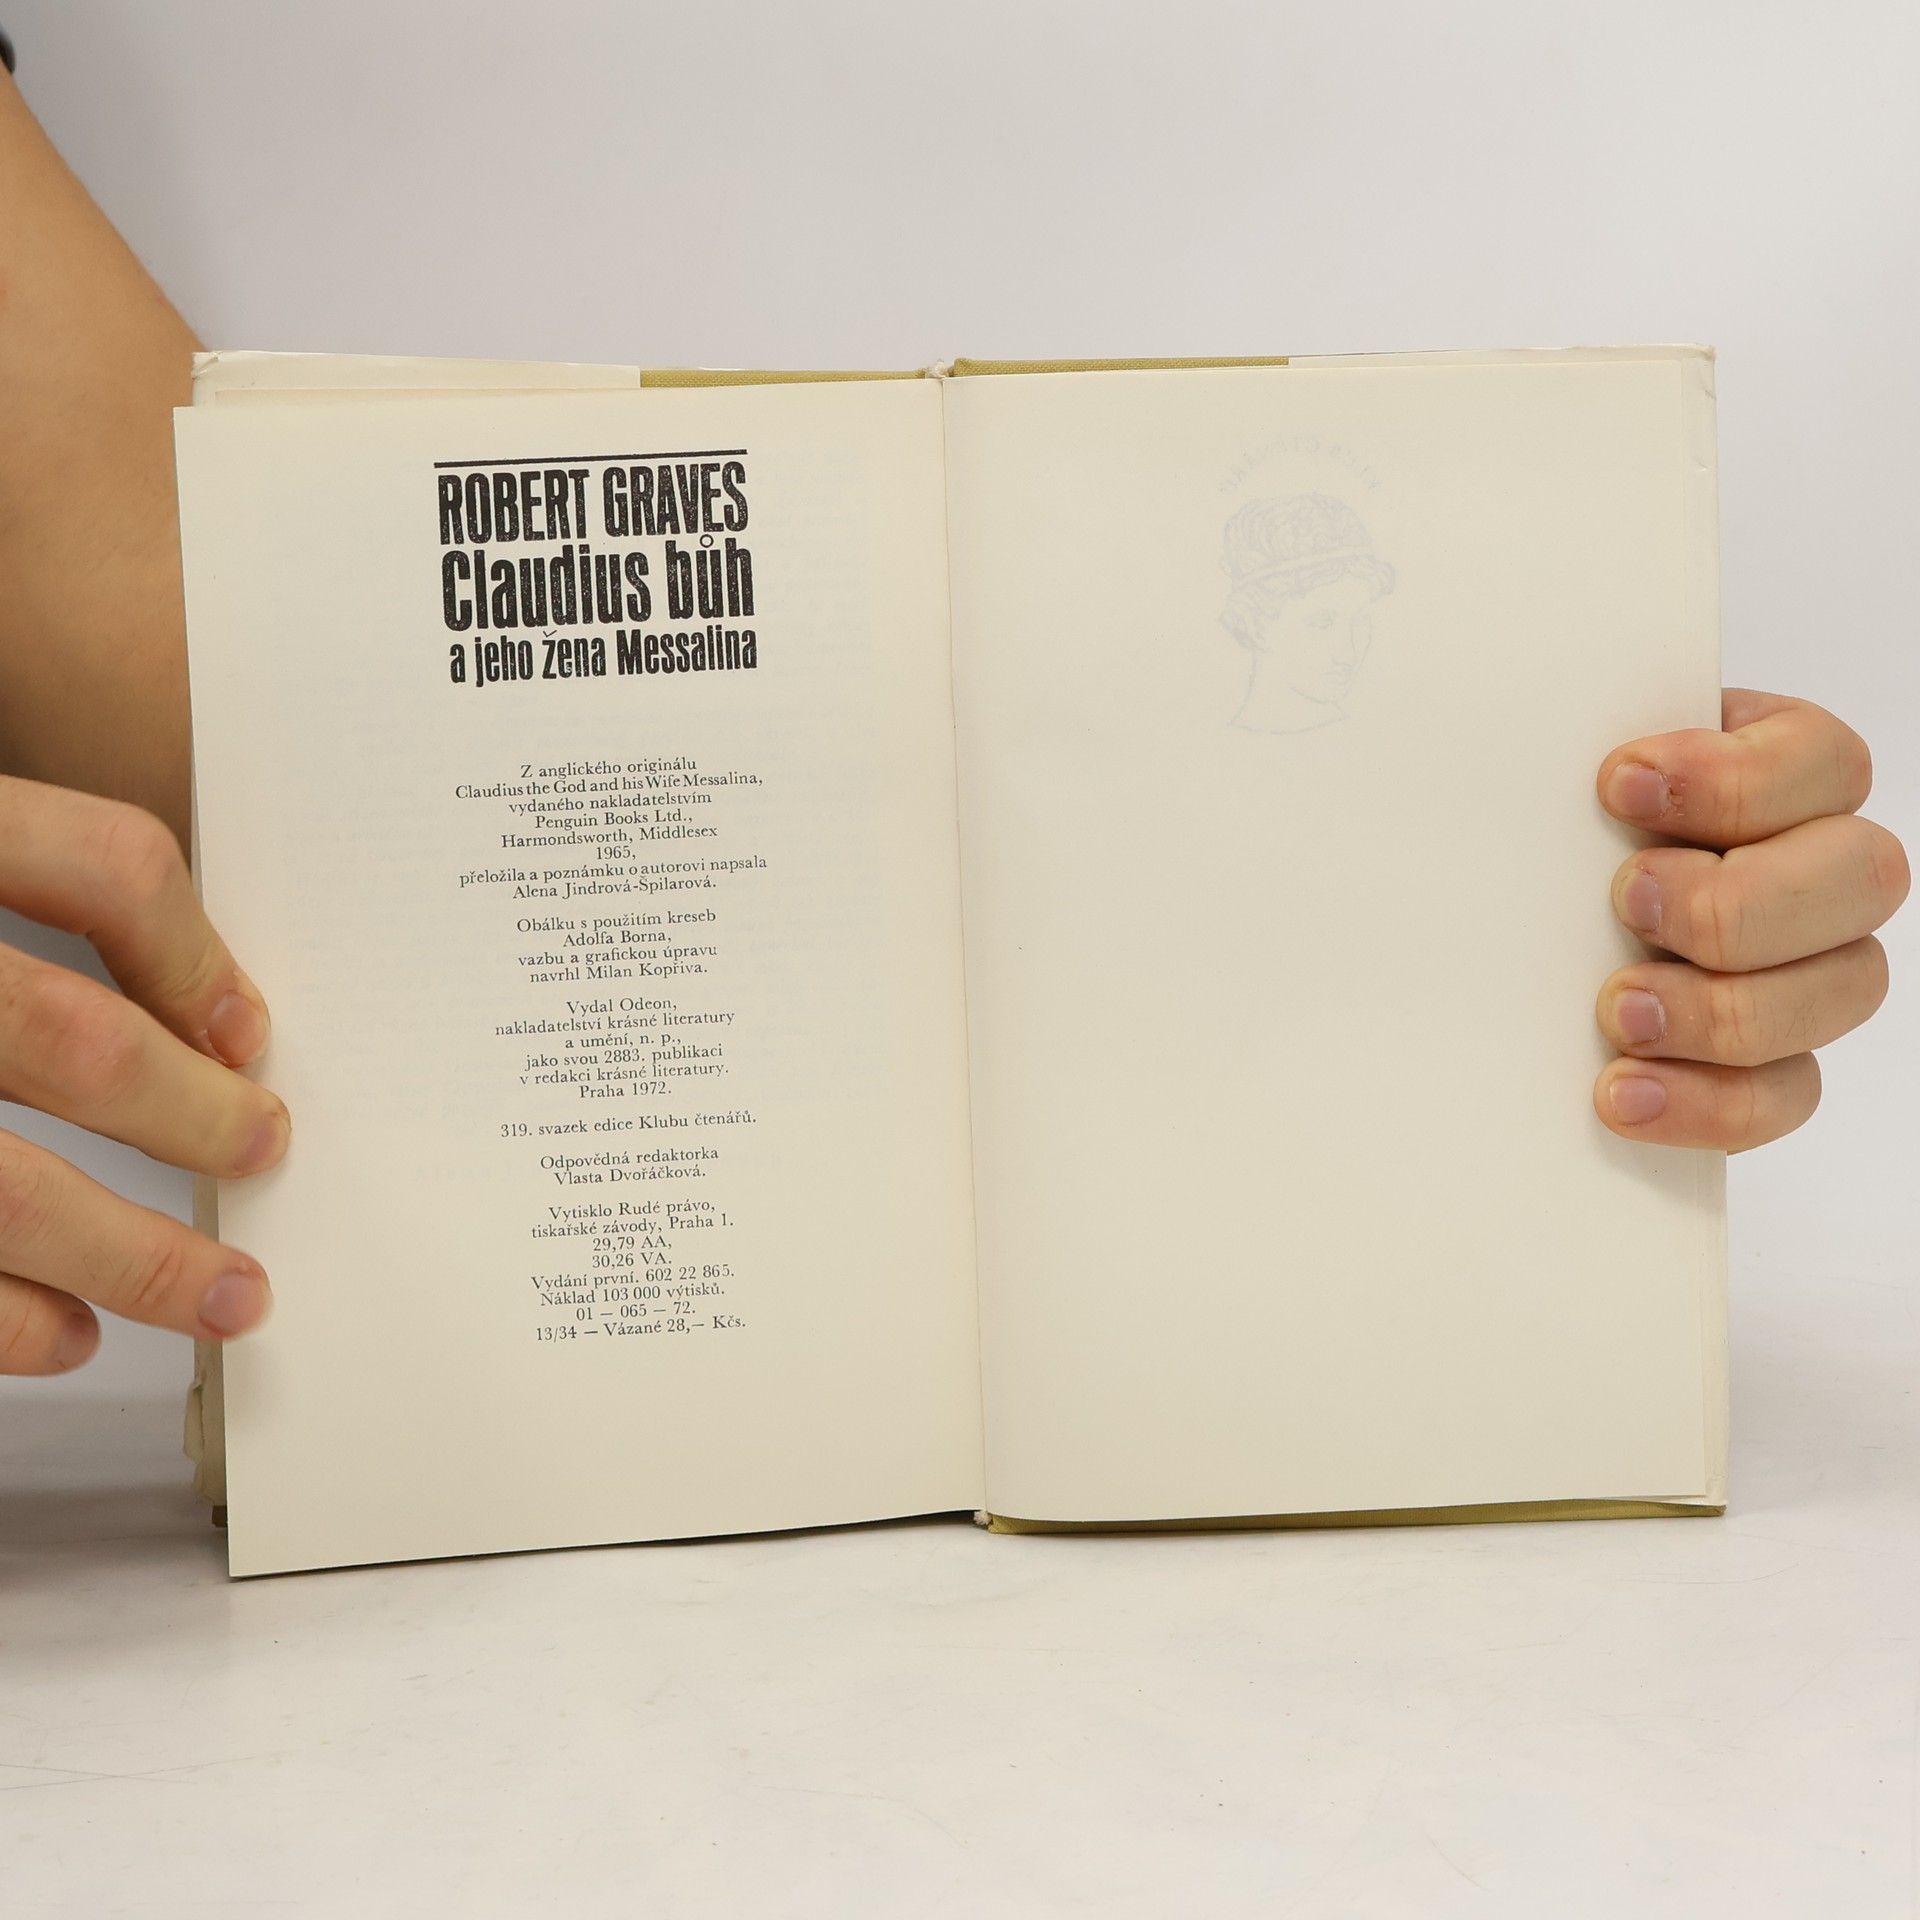 ROBERT GRAVES
Claudius bůh
a jeho žena Messalina
Z anglického originálu
Claudius the God and his Wife Messalina,
vydaného nakladatelstvím
Penguin Books Ltd.,
Harmondsworth, Middlesex
1965,
přeložila a poznámku o autorovi napsala
Alena Jindrová-Špilarová.
Obálku s použitím kreseb
Adolfa Borna,
vazbu a grafickou úpravu
navrhl Milan Kopřiva.
Vydal Odeon,
nakladatelství krásné literatury
a umění, n. p.,
jako svou 2883. publikaci
v redakci krásné literatury.
Praha 1972.
319. svazek edice Klubu čtenářů.
Odpovědná redaktorka
Vlasta Dvořáčková.
Vytisklo Rudé právo,
tiskařské závody, Praha 1.
29,79 AA,
30,26 VA.
Vydání první. 602 22 865.
Náklad 103 000 výtisků.
01 — 065 — 72.
13/34 — Vázané 28,— Kčs.